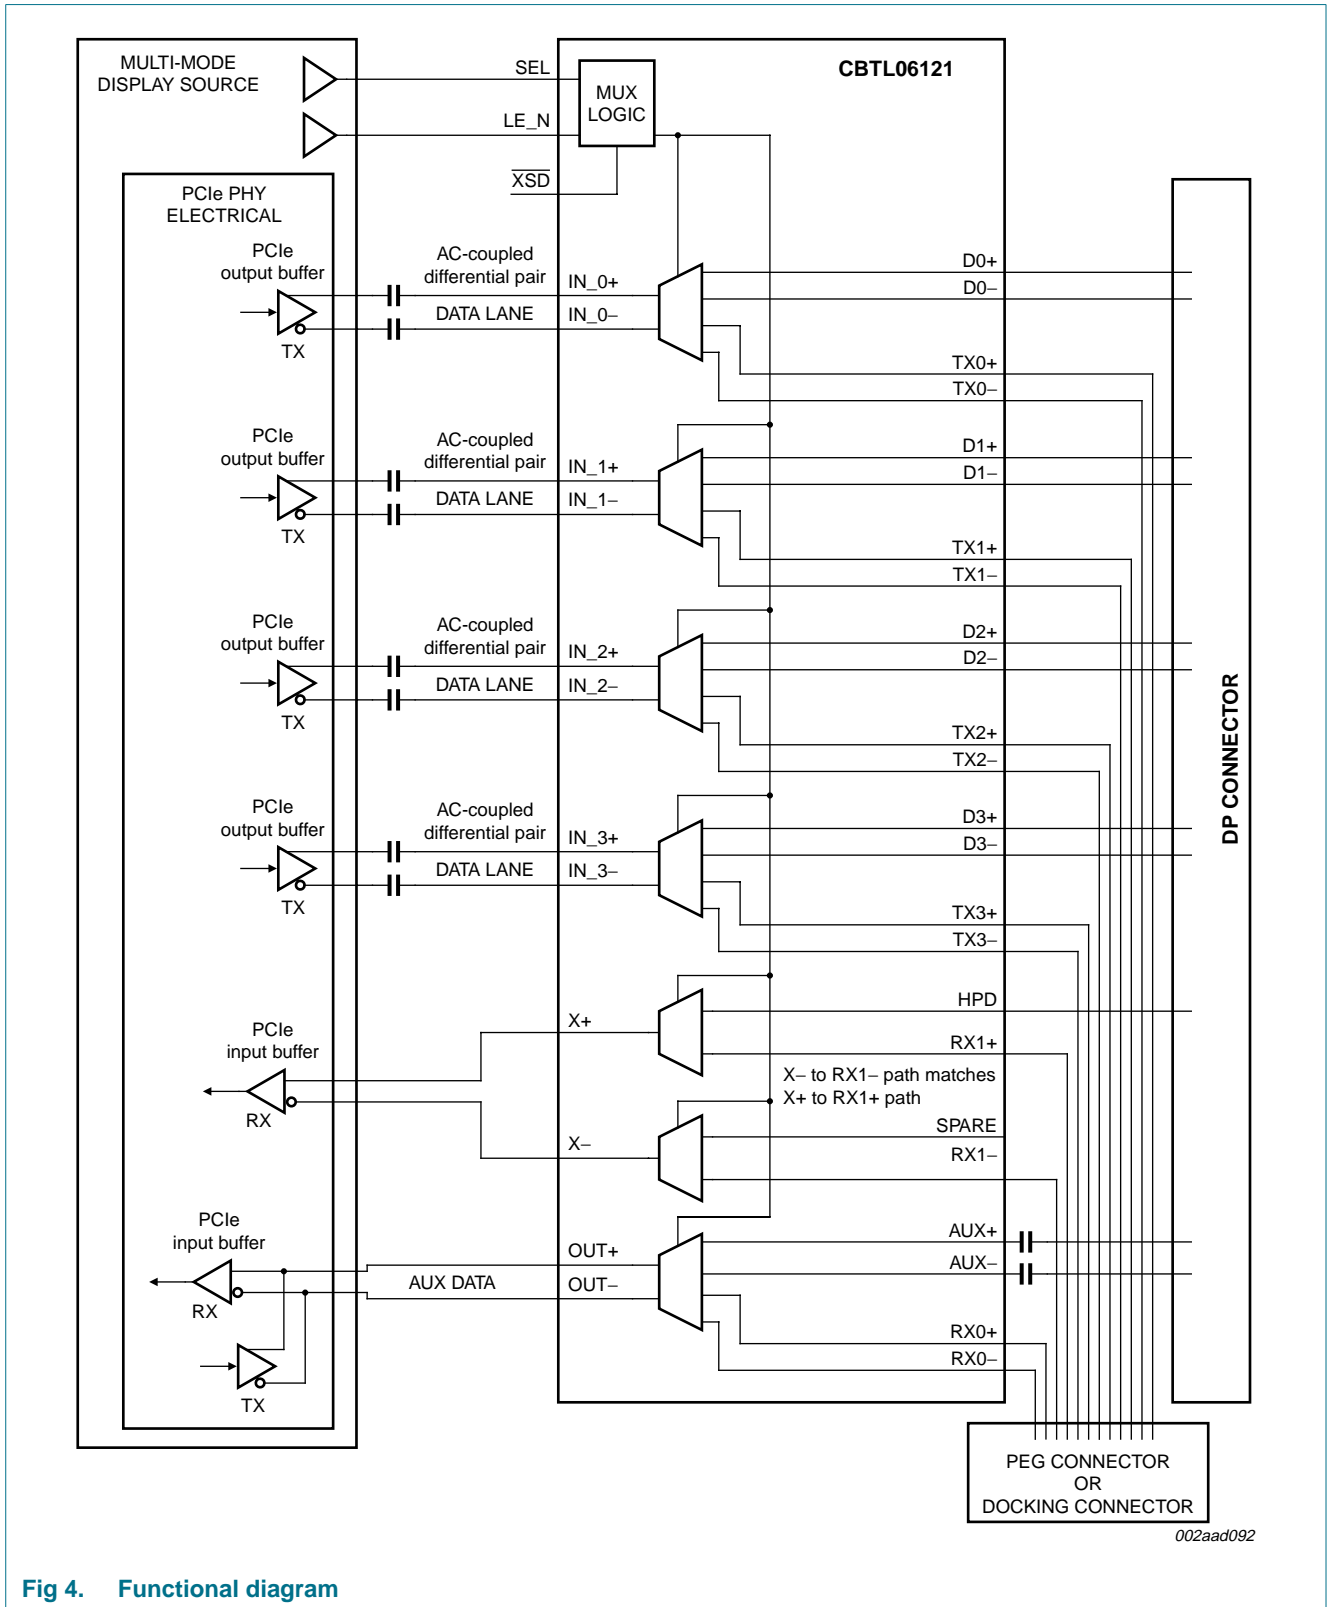 MULTI-MODE
DISPLAY SOURCE
SEL
LE_N
XSD
MUX
LOGIC
CBTL06121
PCIe PHY
ELECTRICAL
PCIe
output buffer
TX
AC-coupled
differential pair
DATA LANE
IN_0+
IN_0−
D0+
D0−
TX0+
TX0−
PCIe
output buffer
TX
AC-coupled
differential pair
DATA LANE
IN_1+
IN_1−
D1+
D1−
TX1+
TX1−
PCIe
output buffer
TX
AC-coupled
differential pair
DATA LANE
IN_2+
IN_2−
D2+
D2−
TX2+
TX2−
PCIe
output buffer
TX
AC-coupled
differential pair
DATA LANE
IN_3+
IN_3−
D3+
D3−
TX3+
TX3−
DP CONNECTOR
PCIe
input buffer
RX
X+
HPD
RX1+
X− to RX1− path matches
X+ to RX1+ path
X−
SPARE
RX1−
PCIe
input buffer
RX
TX
AUX DATA
OUT+
OUT−
AUX+
AUX−
RX0+
RX0−
PEG CONNECTOR
OR
DOCKING CONNECTOR
002aad092
Fig 4. Functional diagram